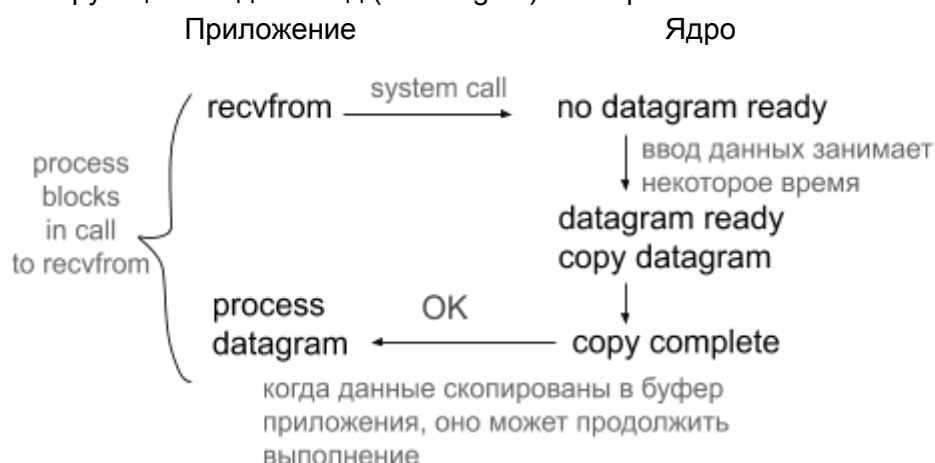 Приложение Ядро
recvfrom system call no datagram ready
ввод данных занимает
некоторое время
process
blocks
in call
to recvfrom
datagram ready
copy datagram
process
datagram
OK
copy complete
когда данные скопированы в буфер
приложения, оно может продолжить
выполнение